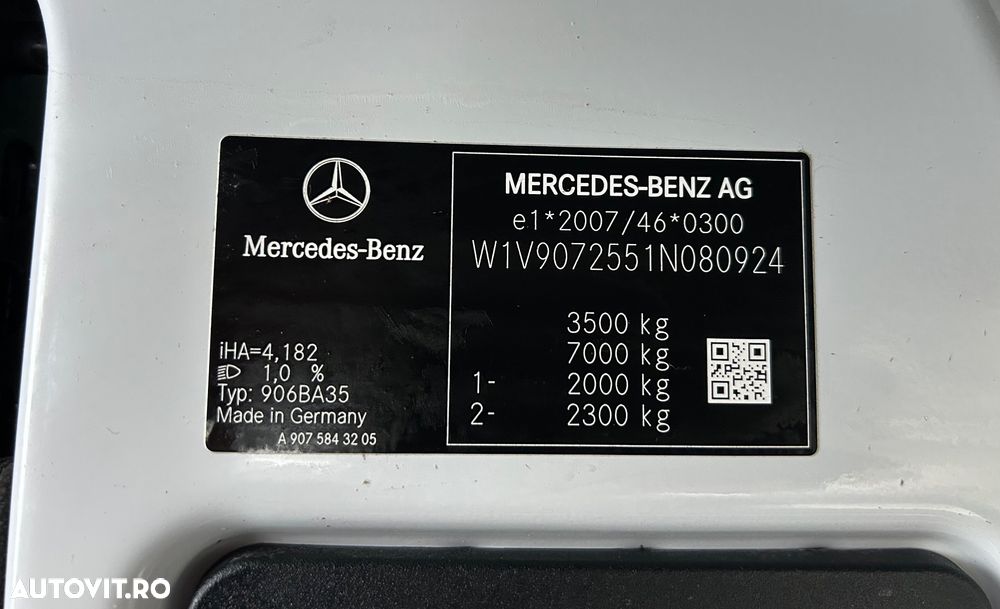 Mercedes-Benz
iHA=4,182
1,0 %
Typ: 906BA35
Made in Germany
A 907 584 32 05
MERCEDES-BENZ AG
e1*2007/46*0300
W1V9072551N080924
3500 kg
7000 kg
1- 2000 kg
2- 2300 kg
AUTOVIT.RO